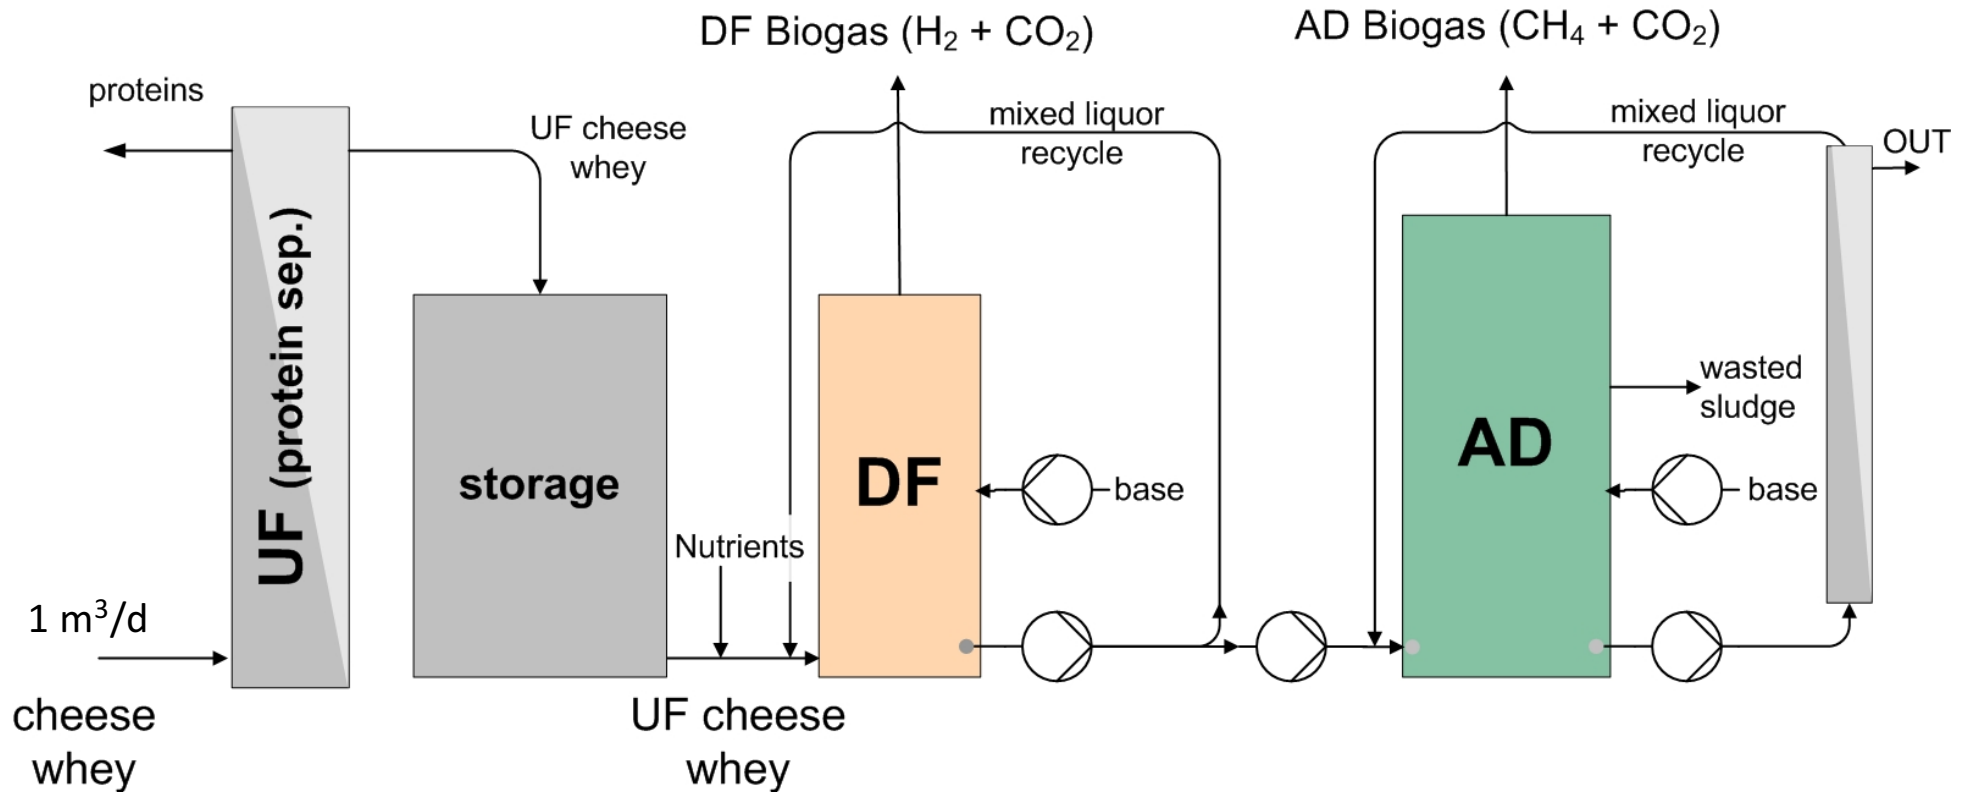 DF Biogas (H₂ + CO₂)
AD Biogas (CH₄ + CO₂)
proteins
UF cheese
whey
mixed liquor
recycle
mixed liquor
recycle
OUT
UF (protein sep.)
storage
DF
base
AD
wasted
sludge
base
Nutrients
1 m³/d
cheese
whey
UF cheese
whey